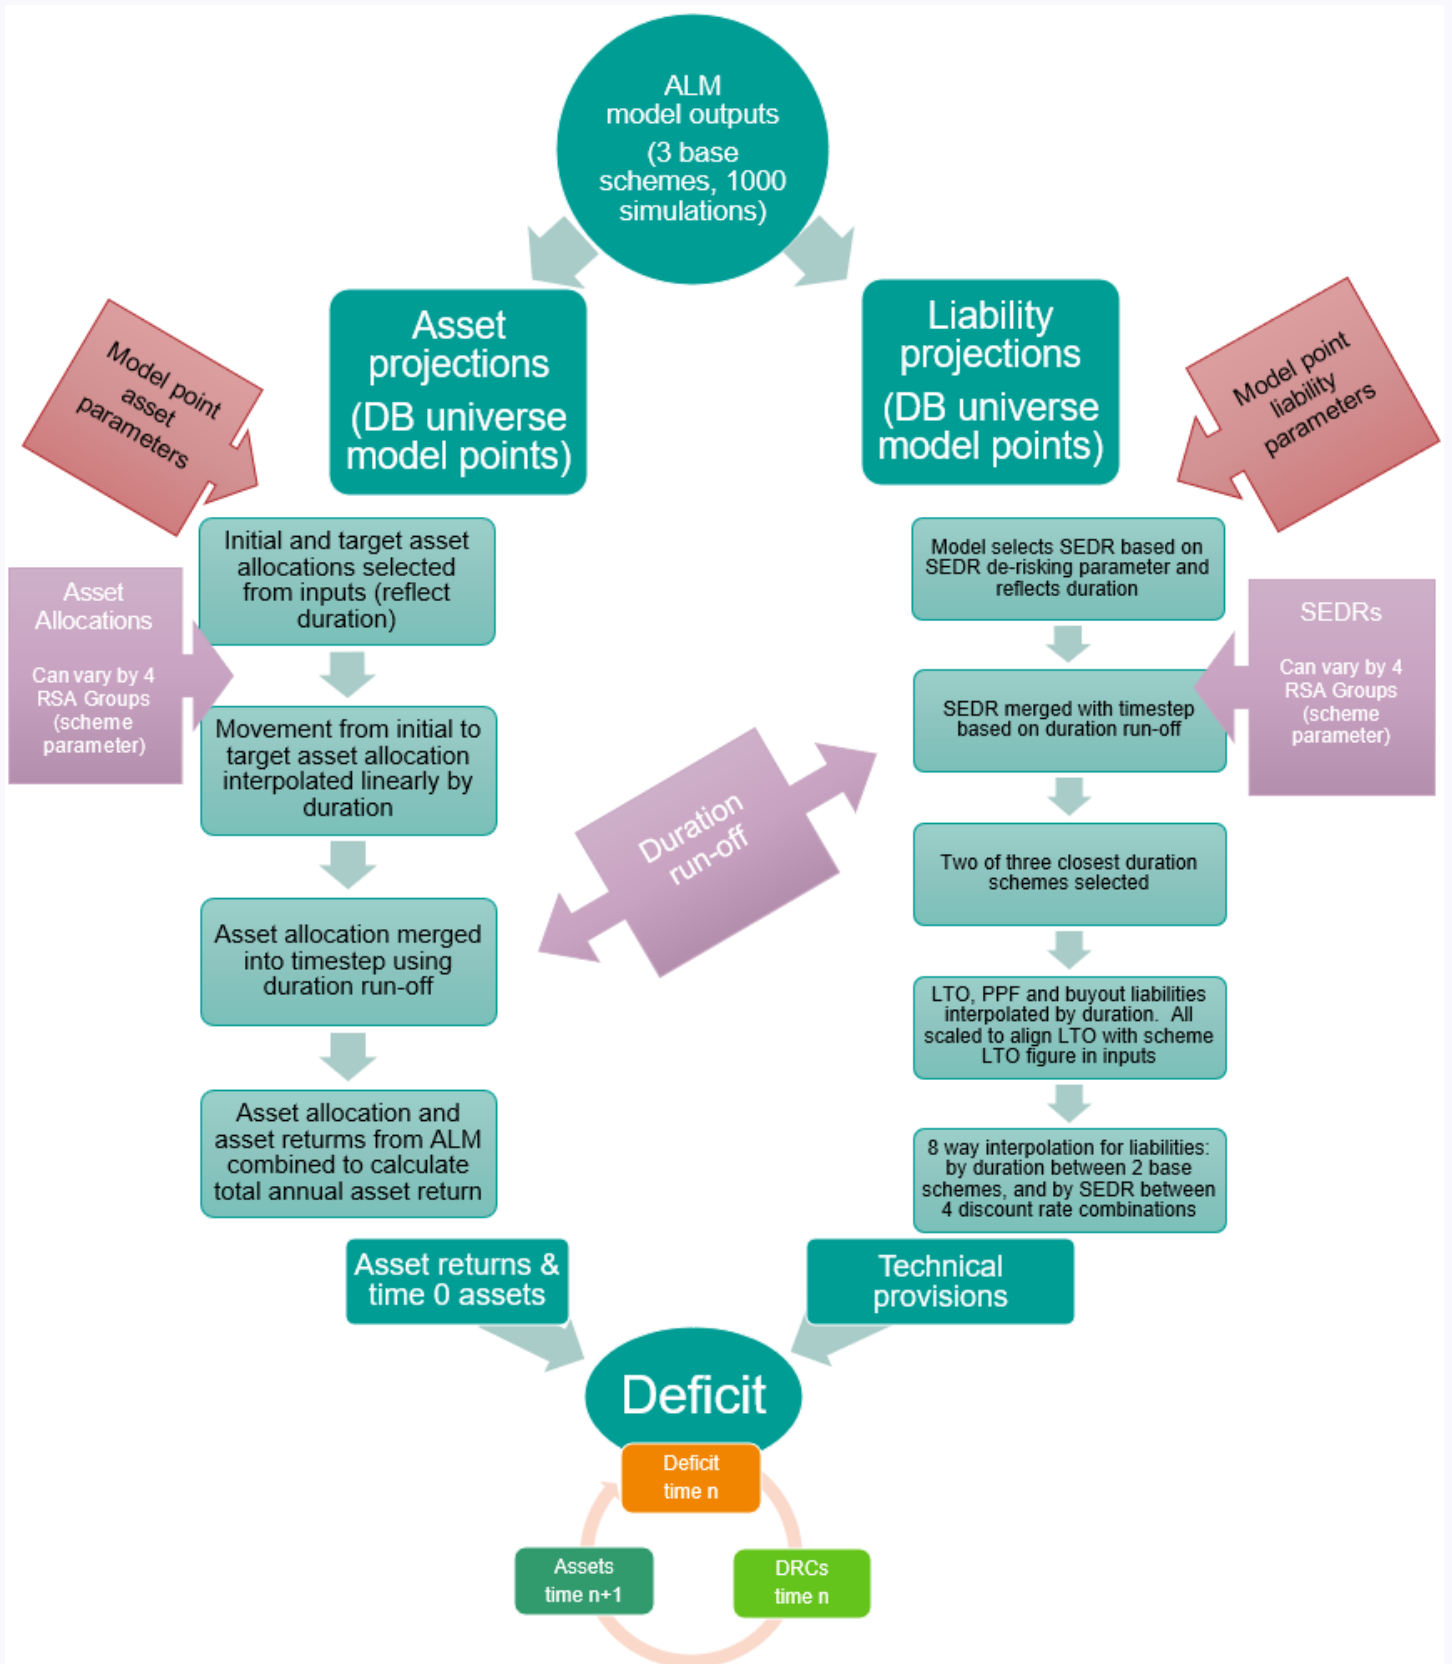 ALM
model outputs
(3 base
schemes, 1000
simulations)
Asset
projections
(DB universe
model points)
Liability
projections
(DB universe
model points)
Model point
asset
parameters
Model point
liability
parameters
Initial and target asset
allocations selected
from inputs (reflect
duration)
Asset
Allocations
Can vary by 4
RSA Groups
(scheme
parameter)
Movement from initial to
target asset allocation
interpolated linearly by
duration
Asset allocation merged
into timestep using
duration run-off
Asset allocation and
asset returms from ALM
combined to calculate
total annual asset return
Duration
run-off
Model selects SEDR based on
SEDR de-risking parameter and
reflects duration
SEDRs
Can vary by 4
RSA Groups
(scheme
parameter)
SEDR merged with timestep
based on duration run-off
Two of three closest duration
schemes selected
LTO, PPF and buyout liabilities
interpolated by duration.  All
scaled to align LTO with scheme
LTO figure in inputs
8 way interpolation for liabilities:
by duration between 2 base
schemes, and by SEDR between
4 discount rate combinations
Asset returns &
time 0 assets
Technical
provisions
Deficit
Deficit
time n
Assets
time n+1
DRCs
time n